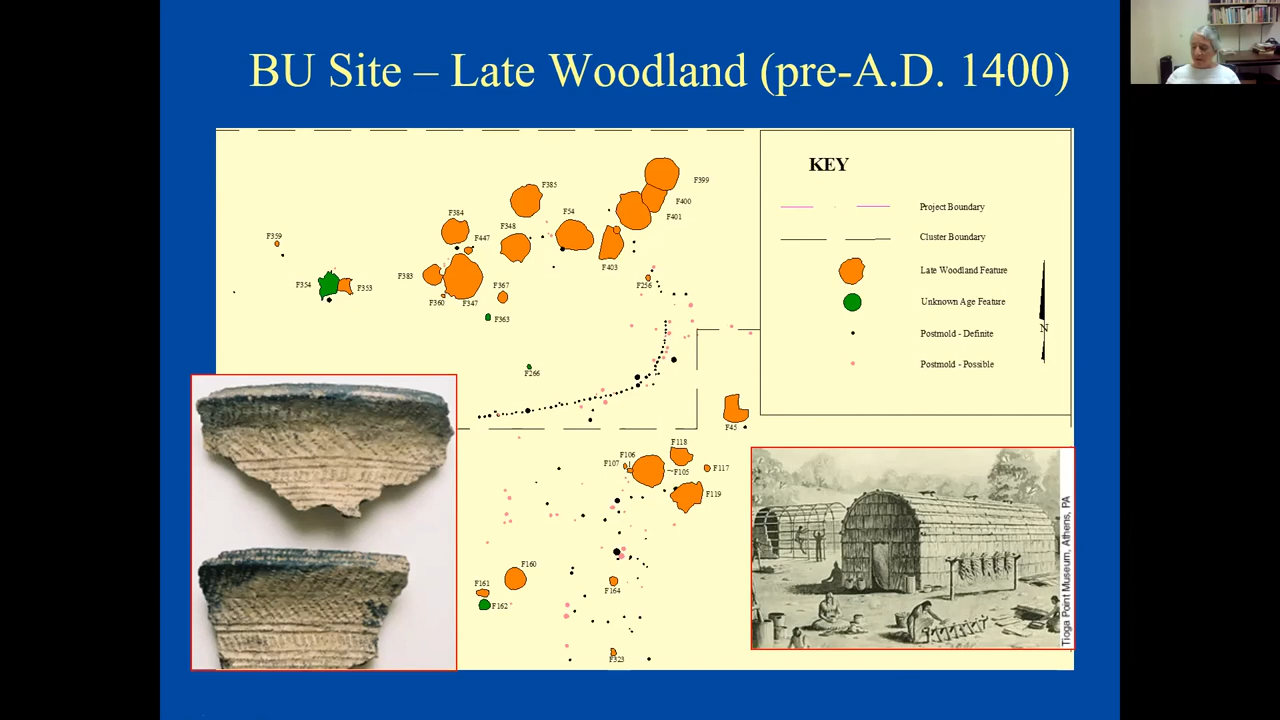 BU Site – Late Woodland (pre-A.D. 1400)
KEY
Project Boundary
Cluster Boundary
Late Woodland Feature
Unknown Age Feature
Postmold - Definite
Postmold - Possible
N
F399
F385
F400
F384
F54
F401
F348
F359
F447
F403
F383
F354
F353
F367
F256
F360
F347
F363
F266
F45
F118
F106
F107
F105
F117
F119
F160
F161
F164
F162
F323
Tioga Point Museum, Athens, PA